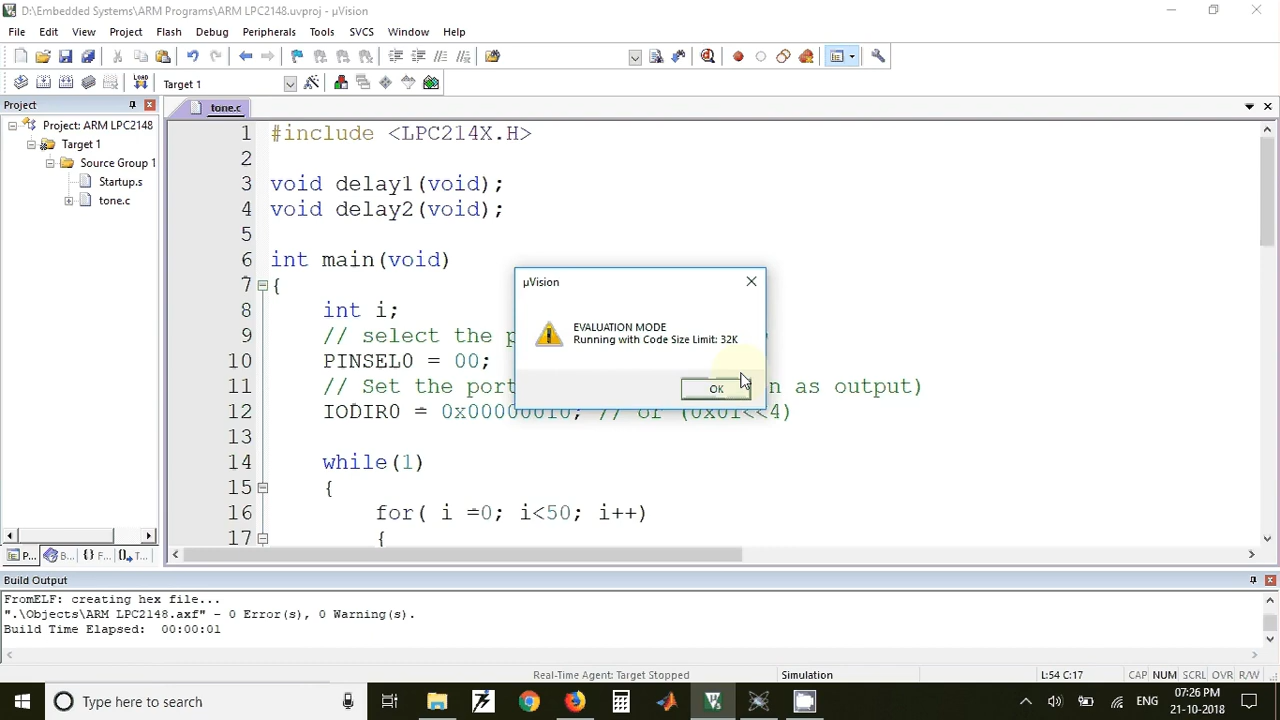 D:\Embedded Systems\ARM Programs\ARM LPC2148.uvproj - µVision
File Edit View Project Flash Debug Peripherals Tools SVCS Window Help
LOAD Target 1
Project
Project: ARM LPC2148
Target 1
Source Group 1
Startup.s
tone.c
P... B... {} F... T...
tone.c
1 #include <LPC214X.H>
2
3 void delay1(void);
4 void delay2(void);
5
6 int main(void)
7 {
8 int i;
9 // select the p
10 PINSEL0 = 00;
11 // Set the port n as output)
12 IODIR0 = 0x00000010; // or (0x01<<4)
13
14 while(1)
15 {
16 for( i =0; i<50; i++)
17 {
µVision
EVALUATION MODE
Running with Code Size Limit: 32K
OK
Build Output
FromELF: creating hex file...
".\Objects\ARM LPC2148.axf" - 0 Error(s), 0 Warning(s).
Build Time Elapsed: 00:00:01
Real-Time Agent: Target Stopped Simulation L:54 C:17 CAP NUM SCRL OVR R/W
Type here to search
ENG
07:26 PM
21-10-2018